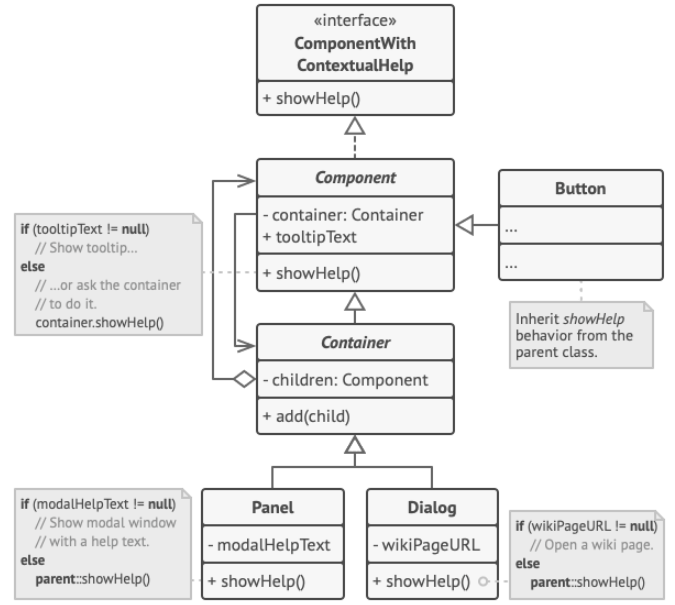 «interface»
ComponentWith
ContextualHelp
+ showHelp()
Component
- container: Container
+ tooltipText
+ showHelp()
Button
...
...
if (tooltipText != null)
// Show tooltip...
else
// ...or ask the container
// to do it.
container.showHelp()
Inherit showHelp
behavior from the
parent class.
Container
- children: Component
+ add(child)
if (modalHelpText != null)
// Show modal window
// with a help text.
else
parent::showHelp()
Panel
- modalHelpText
+ showHelp()
Dialog
- wikiPageURL
+ showHelp()
if (wikiPageURL != null)
// Open a wiki page.
else
parent::showHelp()